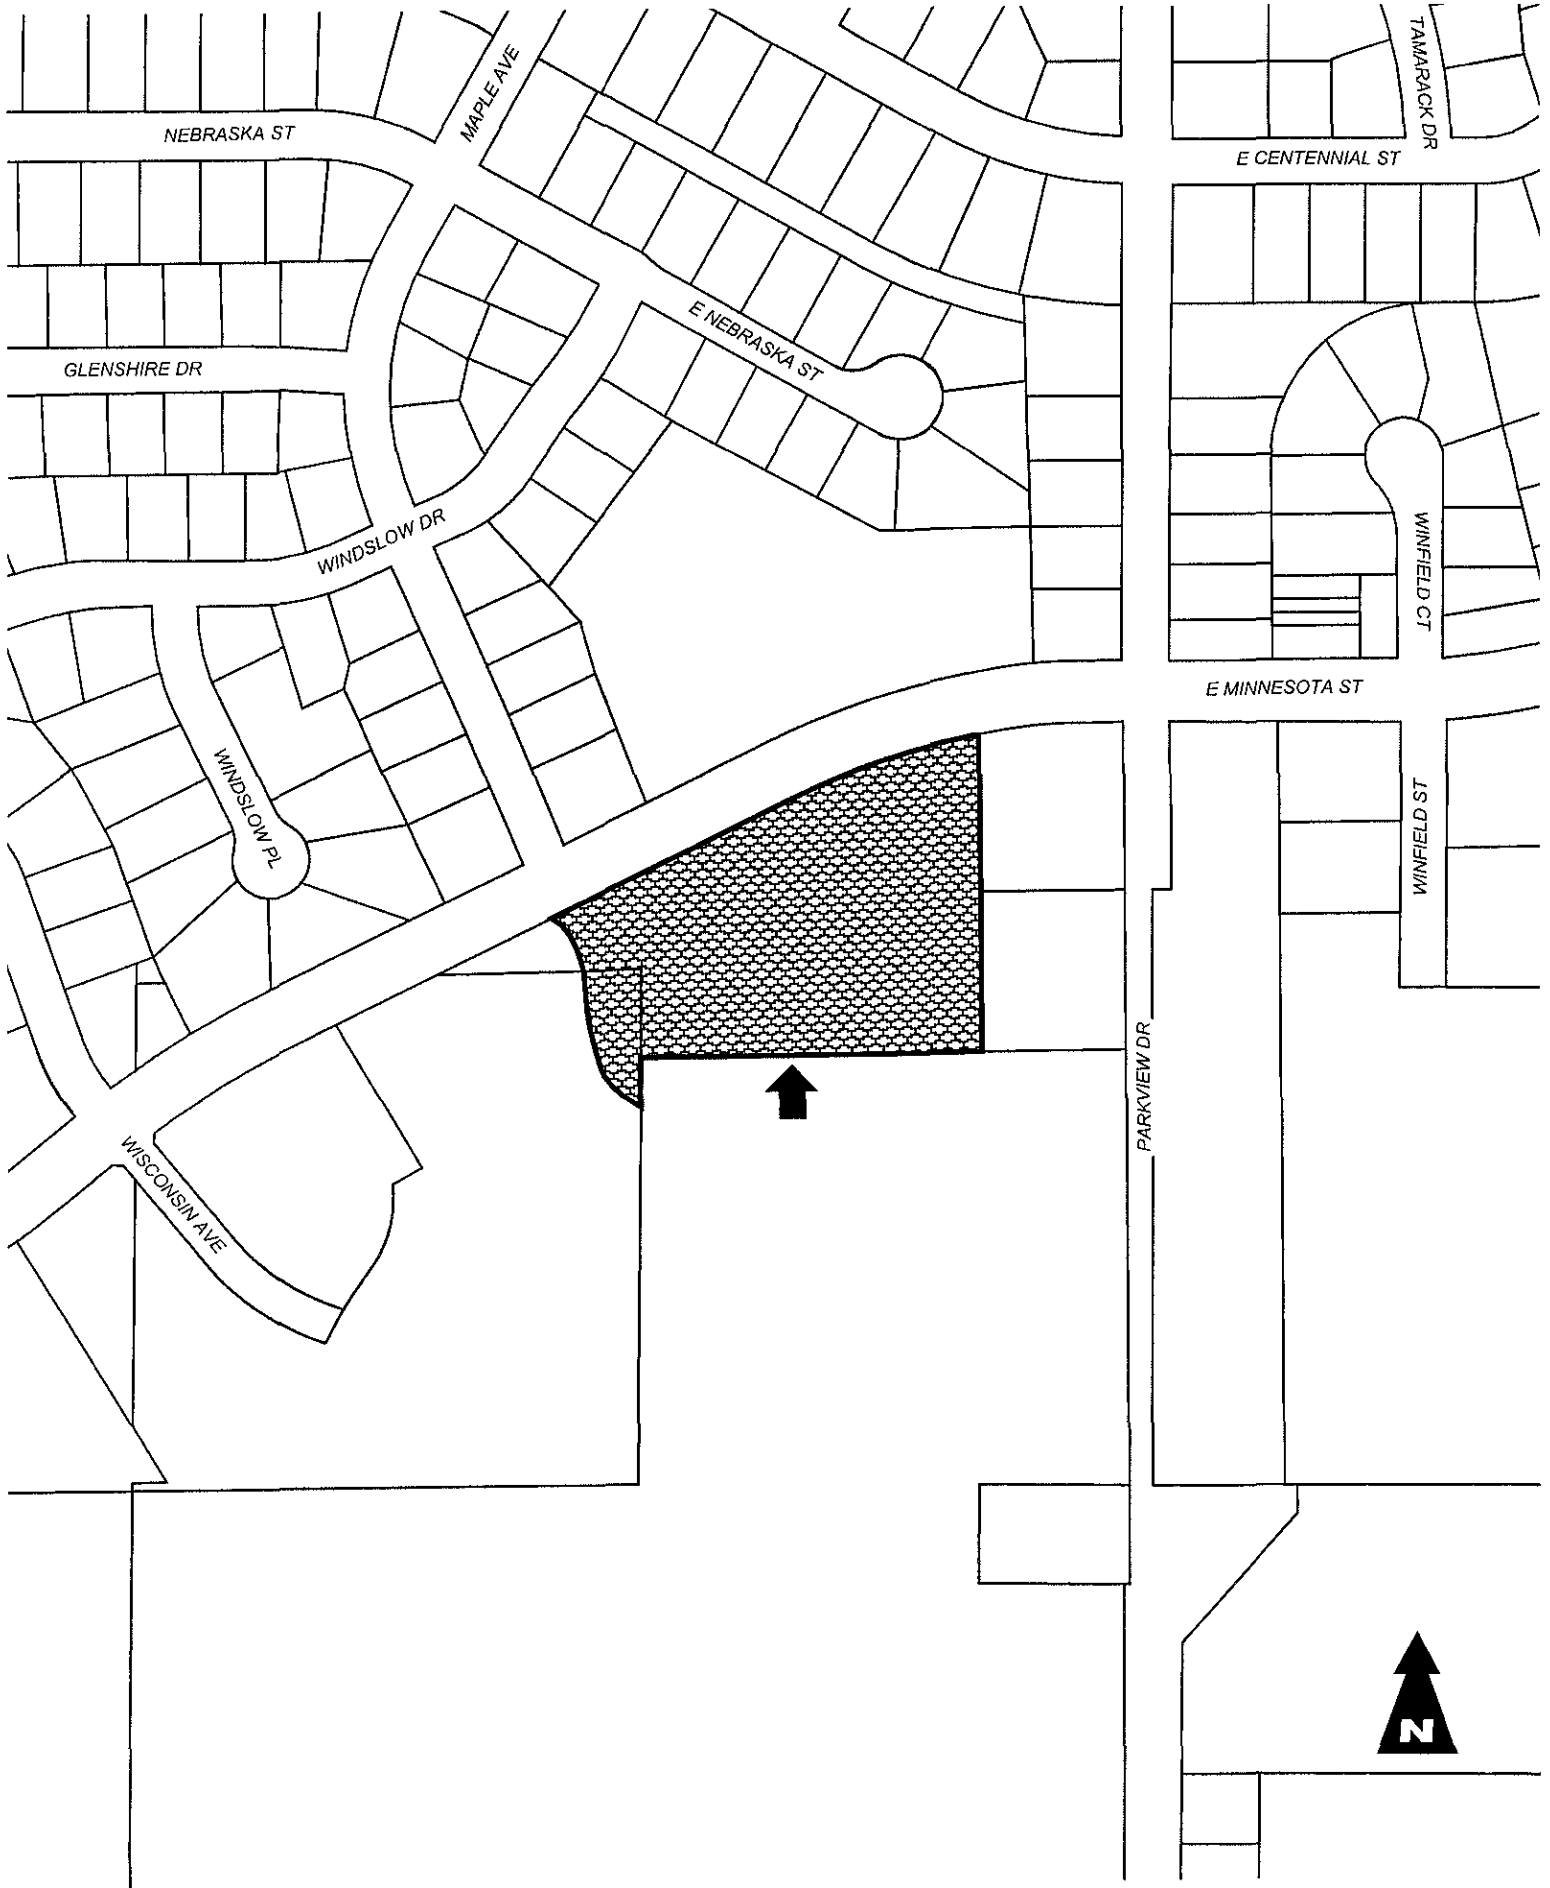 TAMARACK DR
MAPLE AVE
NEBRASKA ST
E CENTENNIAL ST
E NEBRASKA ST
GLENSHIRE DR
WINDSLOW DR
WINFIELD CT
E MINNESOTA ST
WINDSLOW PL
WINFIELD ST
PARKVIEW DR
WISCONSIN AVE
N